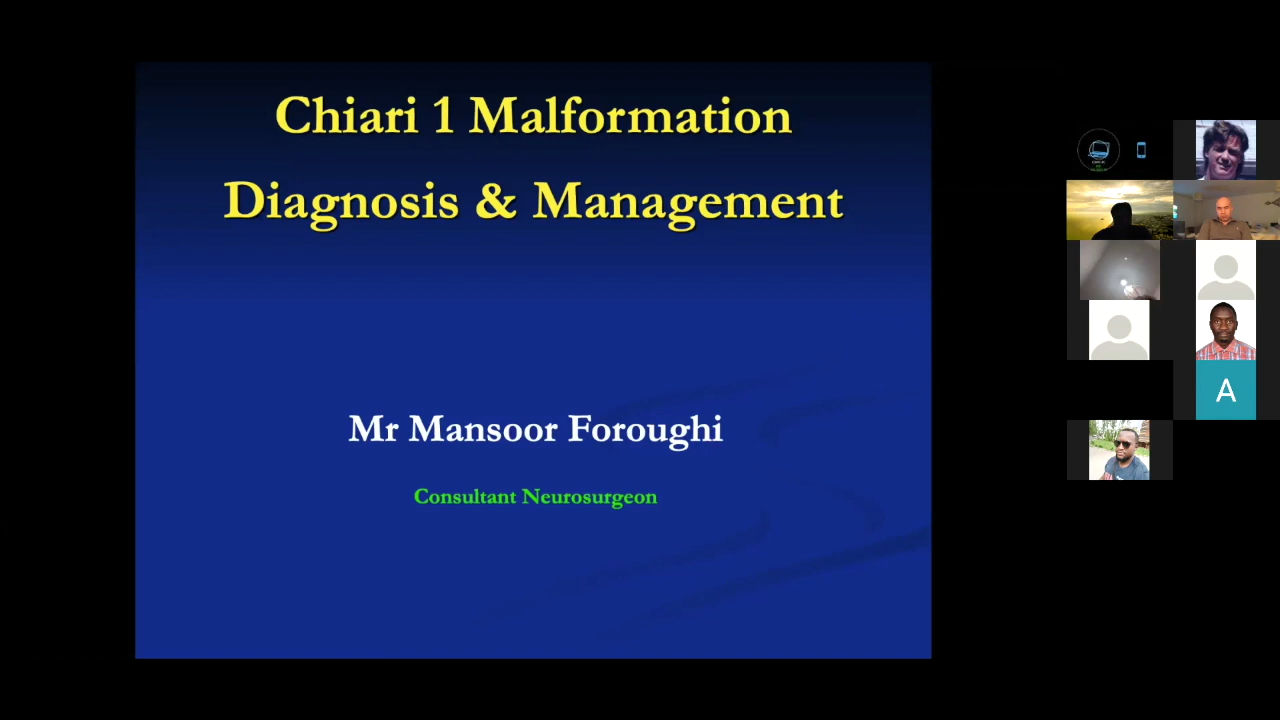 Chiari 1 Malformation
Diagnosis & Management
Mr Mansoor Foroughi
Consultant Neurosurgeon
A